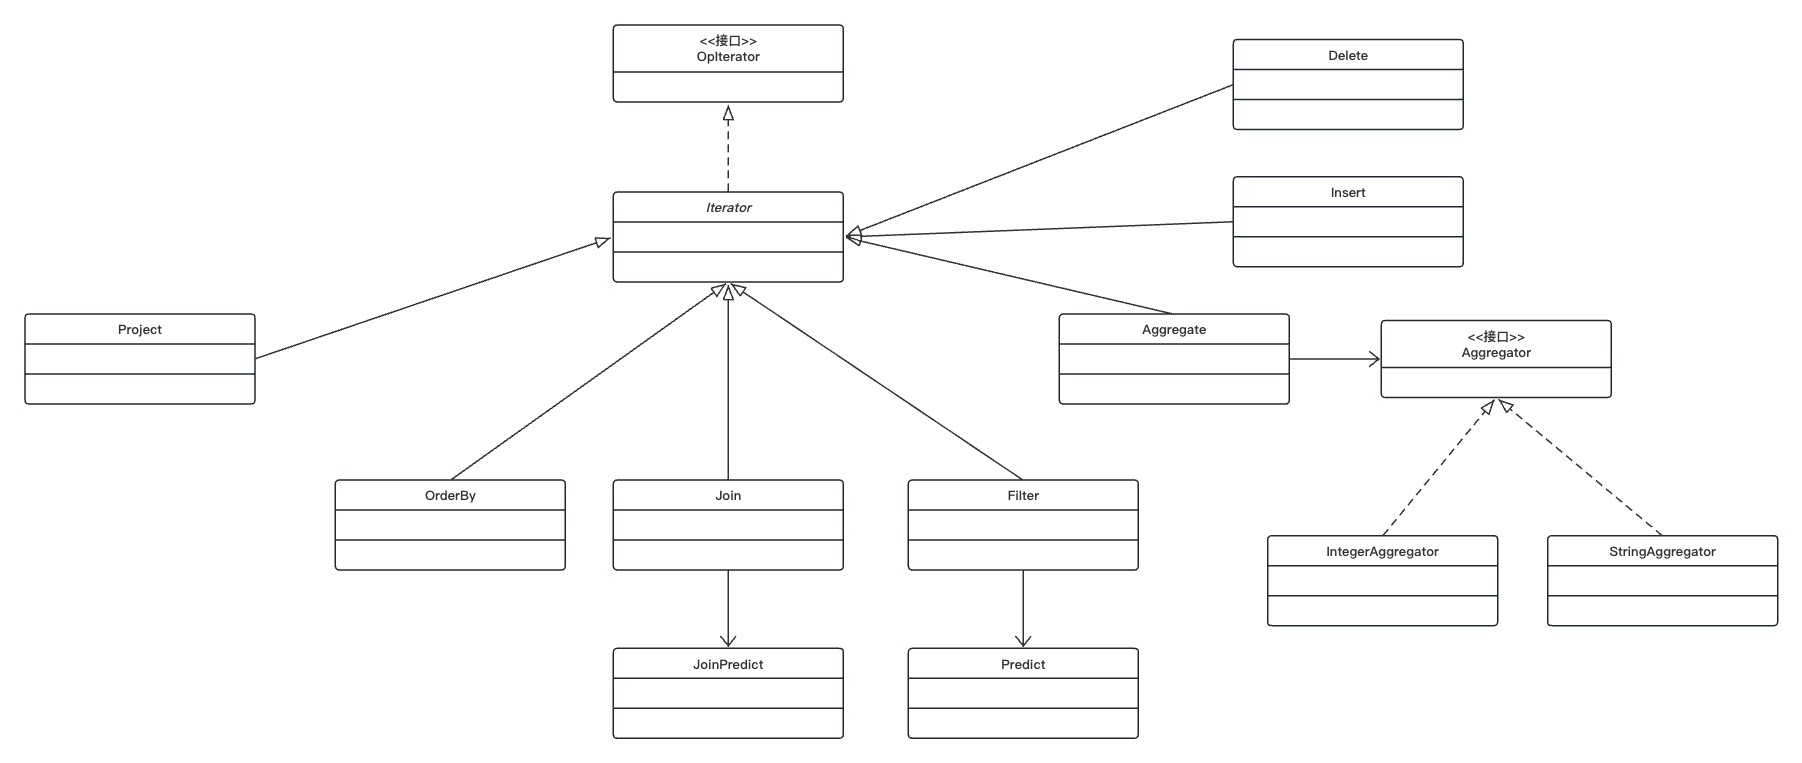 <<接口>>
OpIterator
Delete
Insert
Iterator
Project
Aggregate
<<接口>>
Aggregator
OrderBy
Join
Filter
IntegerAggregator
StringAggregator
JoinPredict
Predict